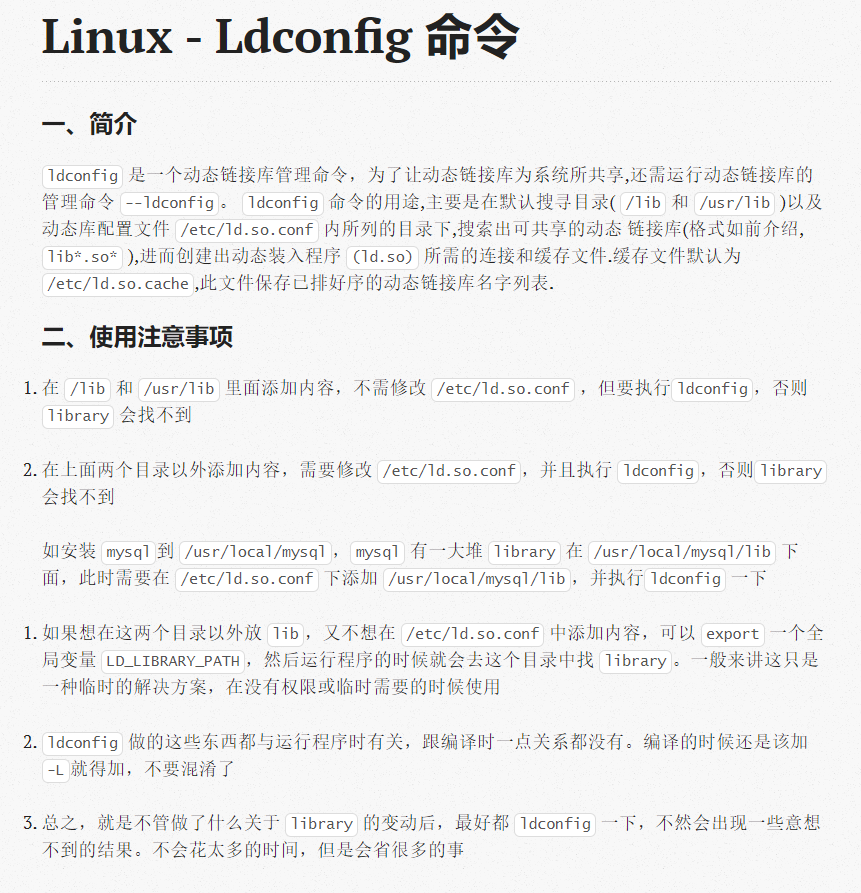 Linux - Ldconfig 命令
一、简介
ldconfig 是一个动态链接库管理命令，为了让动态链接库为系统所共享,还需运行动态链接库的
管理命令 --ldconfig。 ldconfig 命令的用途,主要是在默认搜寻目录( /lib 和 /usr/lib )以及
动态库配置文件 /etc/ld.so.conf 内所列的目录下,搜索出可共享的动态 链接库(格式如前介绍,
lib*.so* ),进而创建出动态装入程序 (ld.so) 所需的连接和缓存文件.缓存文件默认为
/etc/ld.so.cache,此文件保存已排好序的动态链接库名字列表.
二、使用注意事项
1. 在 /lib 和 /usr/lib 里面添加内容，不需修改 /etc/ld.so.conf ，但要执行 ldconfig，否则
library 会找不到
2. 在上面两个目录以外添加内容，需要修改 /etc/ld.so.conf，并且执行 ldconfig，否则 library
会找不到
如安装 mysql 到 /usr/local/mysql，mysql 有一大堆 library 在 /usr/local/mysql/lib 下
面，此时需要在 /etc/ld.so.conf 下添加 /usr/local/mysql/lib，并执行 ldconfig 一下
1. 如果想在这两个目录以外放 lib，又不想在 /etc/ld.so.conf 中添加内容，可以 export 一个全
局变量 LD_LIBRARY_PATH，然后运行程序的时候就会去这个目录中找 library。一般来讲这只是
一种临时的解决方案，在没有权限或临时需要的时候使用
2. ldconfig 做的这些东西都与运行程序时有关，跟编译时一点关系都没有。编译的时候还是该加
-L 就得加，不要混淆了
3. 总之，就是不管做了什么关于 library 的变动后，最好都 ldconfig 一下，不然会出现一些意想
不到的结果。不会花太多的时间，但是会省很多的事